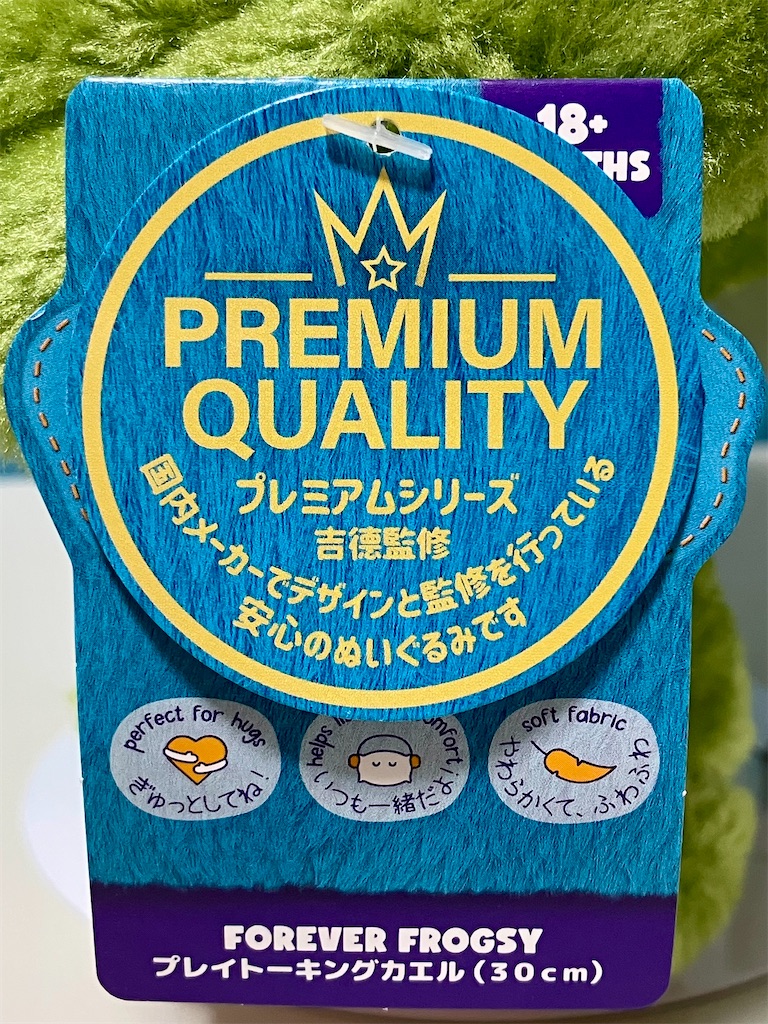 18+
PREMIUM
QUALITY
プレミアムシリーズ
吉德監修
国内メーカーでデザインと監修を行っている
安心のぬいぐるみです
perfect for hugs
ぎゅっとしてね!
helps
いつも一緒だよ!
soft fabric
やわらかくて、ふわふわ
FOREVER FROGSY
プレイトーキングカエル(30cm)